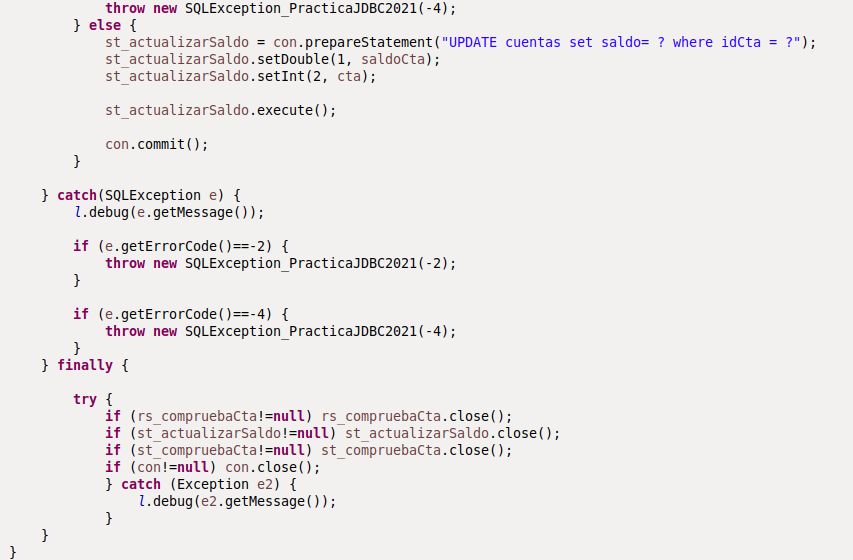 throw new SQLException_PracticaJDBC2021(-4);
} else {
st_actualizarSaldo = con.prepareStatement("UPDATE cuentas set saldo= ? where idCta = ?");
st_actualizarSaldo.setDouble(1, saldoCta);
st_actualizarSaldo.setInt(2, cta);
st_actualizarSaldo.execute();
con.commit();
}
} catch(SQLException e) {
l.debug(e.getMessage());
if (e.getErrorCode()==-2) {
throw new SQLException_PracticaJDBC2021(-2);
}
if (e.getErrorCode()==-4) {
throw new SQLException_PracticaJDBC2021(-4);
}
} finally {
try {
if (rs_compruebaCta!=null) rs_compruebaCta.close();
if (st_actualizarSaldo!=null) st_actualizarSaldo.close();
if (st_compruebaCta!=null) st_compruebaCta.close();
if (con!=null) con.close();
} catch (Exception e2) {
l.debug(e2.getMessage());
}
}
}